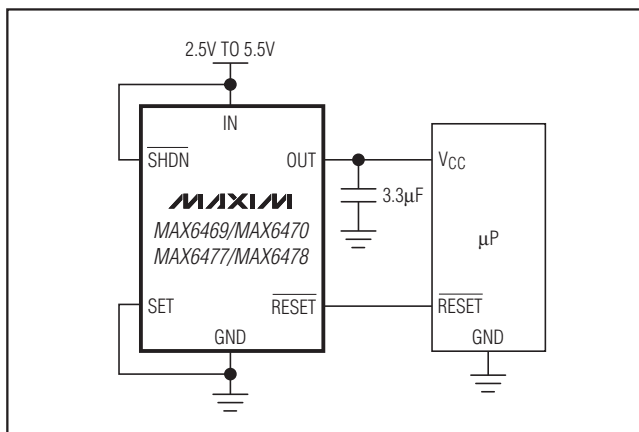 2.5V TO 5.5V
IN
SHDN
OUT
VCC
3.3µF
MAXIM
MAX6469/MAX6470
MAX6477/MAX6478
µP
SET
RESET
RESET
GND
GND